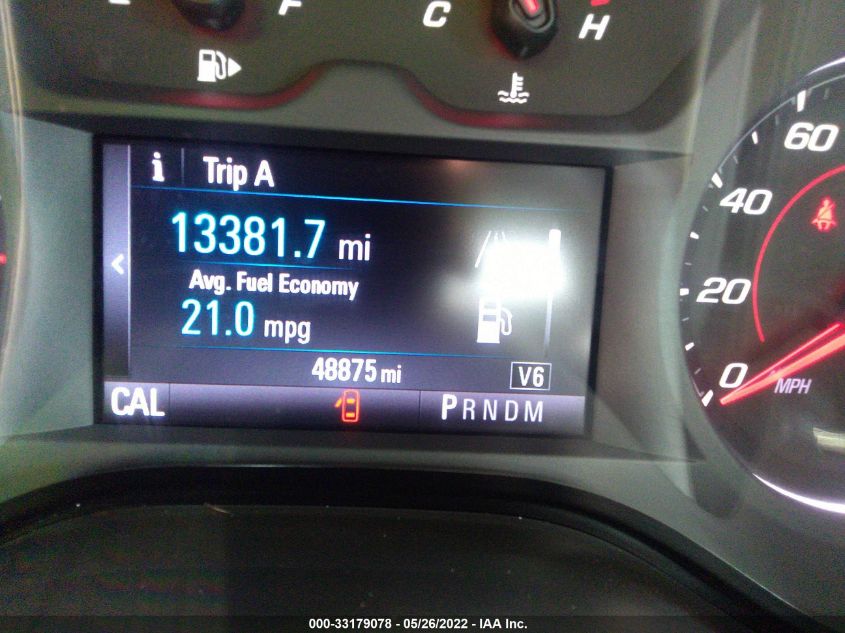 F
C
H
i Trip A
13381.7 mi
Avg. Fuel Economy
21.0 mpg
48875 mi V6
CAL PRNDM
60
40
20
0
MPH
000-33179078 - 05/26/2022 - IAA Inc.